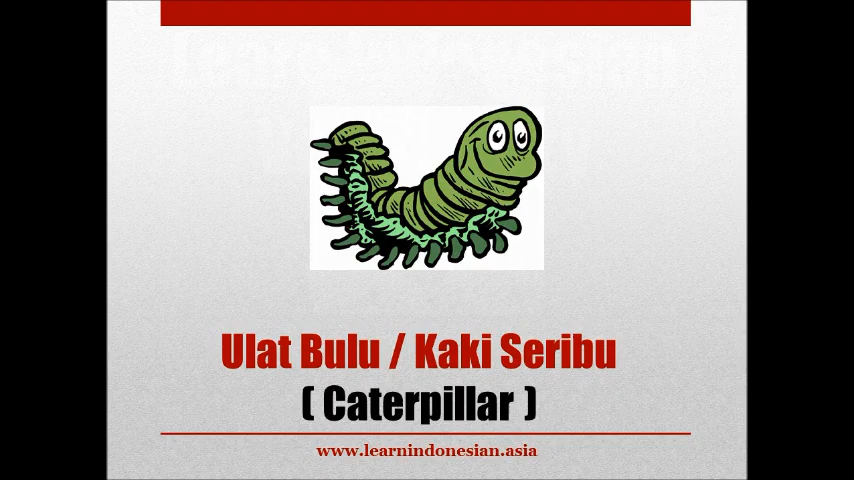 Ulat Bulu / Kaki Seribu
( Caterpillar )
www.learnindonesian.asia